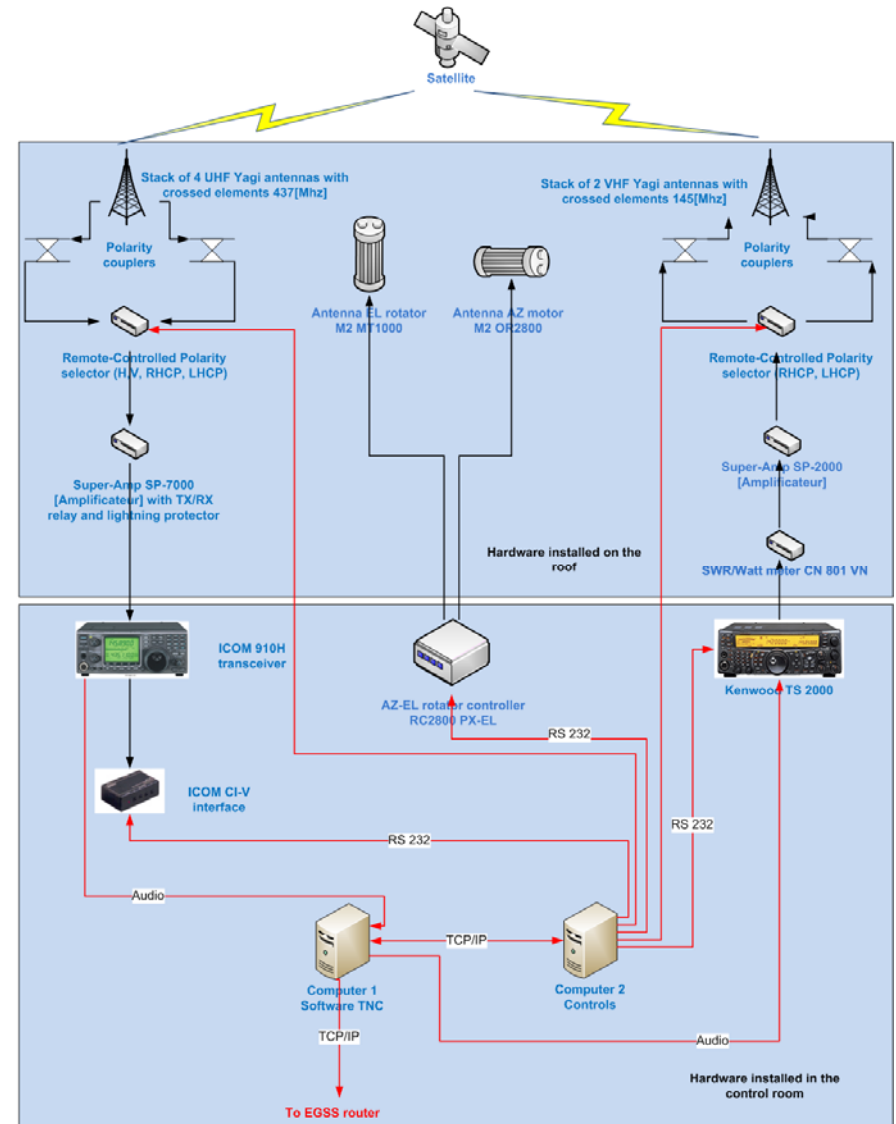 Satellite
Stack of 4 UHF Yagi antennas with
crossed elements 437[Mhz]
Stack of 2 VHF Yagi antennas with
crossed elements 145[Mhz]
Polarity
couplers
Polarity
couplers
Antenna EL rotator
M2 MT1000
Antenna AZ motor
M2 OR2800
Remote-Controlled Polarity
selector (H,V, RHCP, LHCP)
Remote-Controlled Polarity
selector (RHCP, LHCP)
Super-Amp SP-7000
[Amplificateur] with TX/RX
relay and lightning protector
Super-Amp SP-2000
[Amplificateur]
Hardware installed on the
roof
SWR/Watt meter CN 801 VN
ICOM 910H
transceiver
AZ-EL rotator controller
RC2800 PX-EL
Kenwood TS 2000
RS 232
ICOM CI-V
interface
RS 232
RS 232
Audio
TCP/IP
Computer 1
Software TNC
Computer 2
Controls
TCP/IP
Audio
Hardware installed in the
control room
To EGSS router